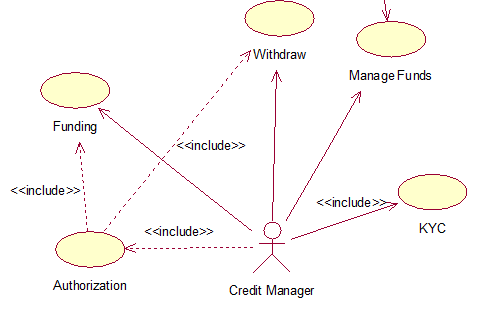 Withdraw
Manage Funds
Funding
<<include>>
<<include>>
<<include>>
<<include>>
KYC
Authorization
Credit Manager